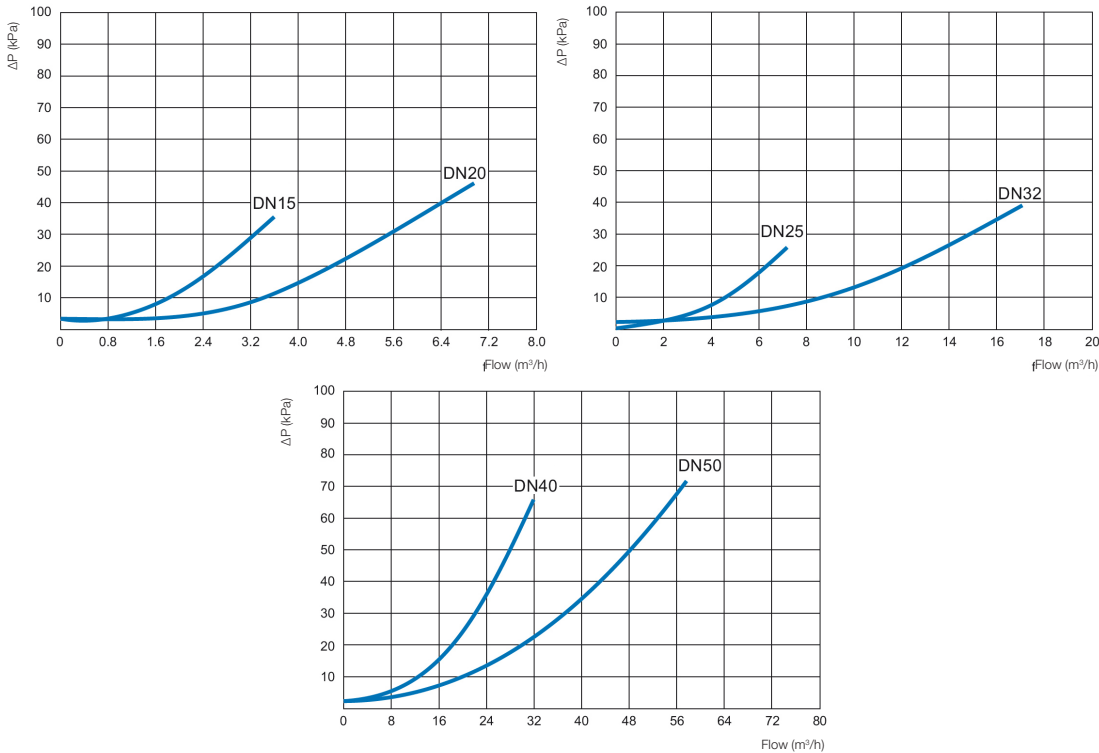 ΔP (kPa)
100
90
80
70
60
50
40
30
20
10
DN15
DN20
0 0.8 1.6 2.4 3.2 4.0 4.8 5.6 6.4 7.2 8.0
fFlow (m³/h)
ΔP (kPa)
100
90
80
70
60
50
40
30
20
10
DN25
DN32
0 2 4 6 8 10 12 14 16 18 20
fFlow (m³/h)
ΔP (kPa)
100
90
80
70
60
50
40
30
20
10
DN40
DN50
0 8 16 24 32 40 48 56 64 72 80
Flow (m³/h)